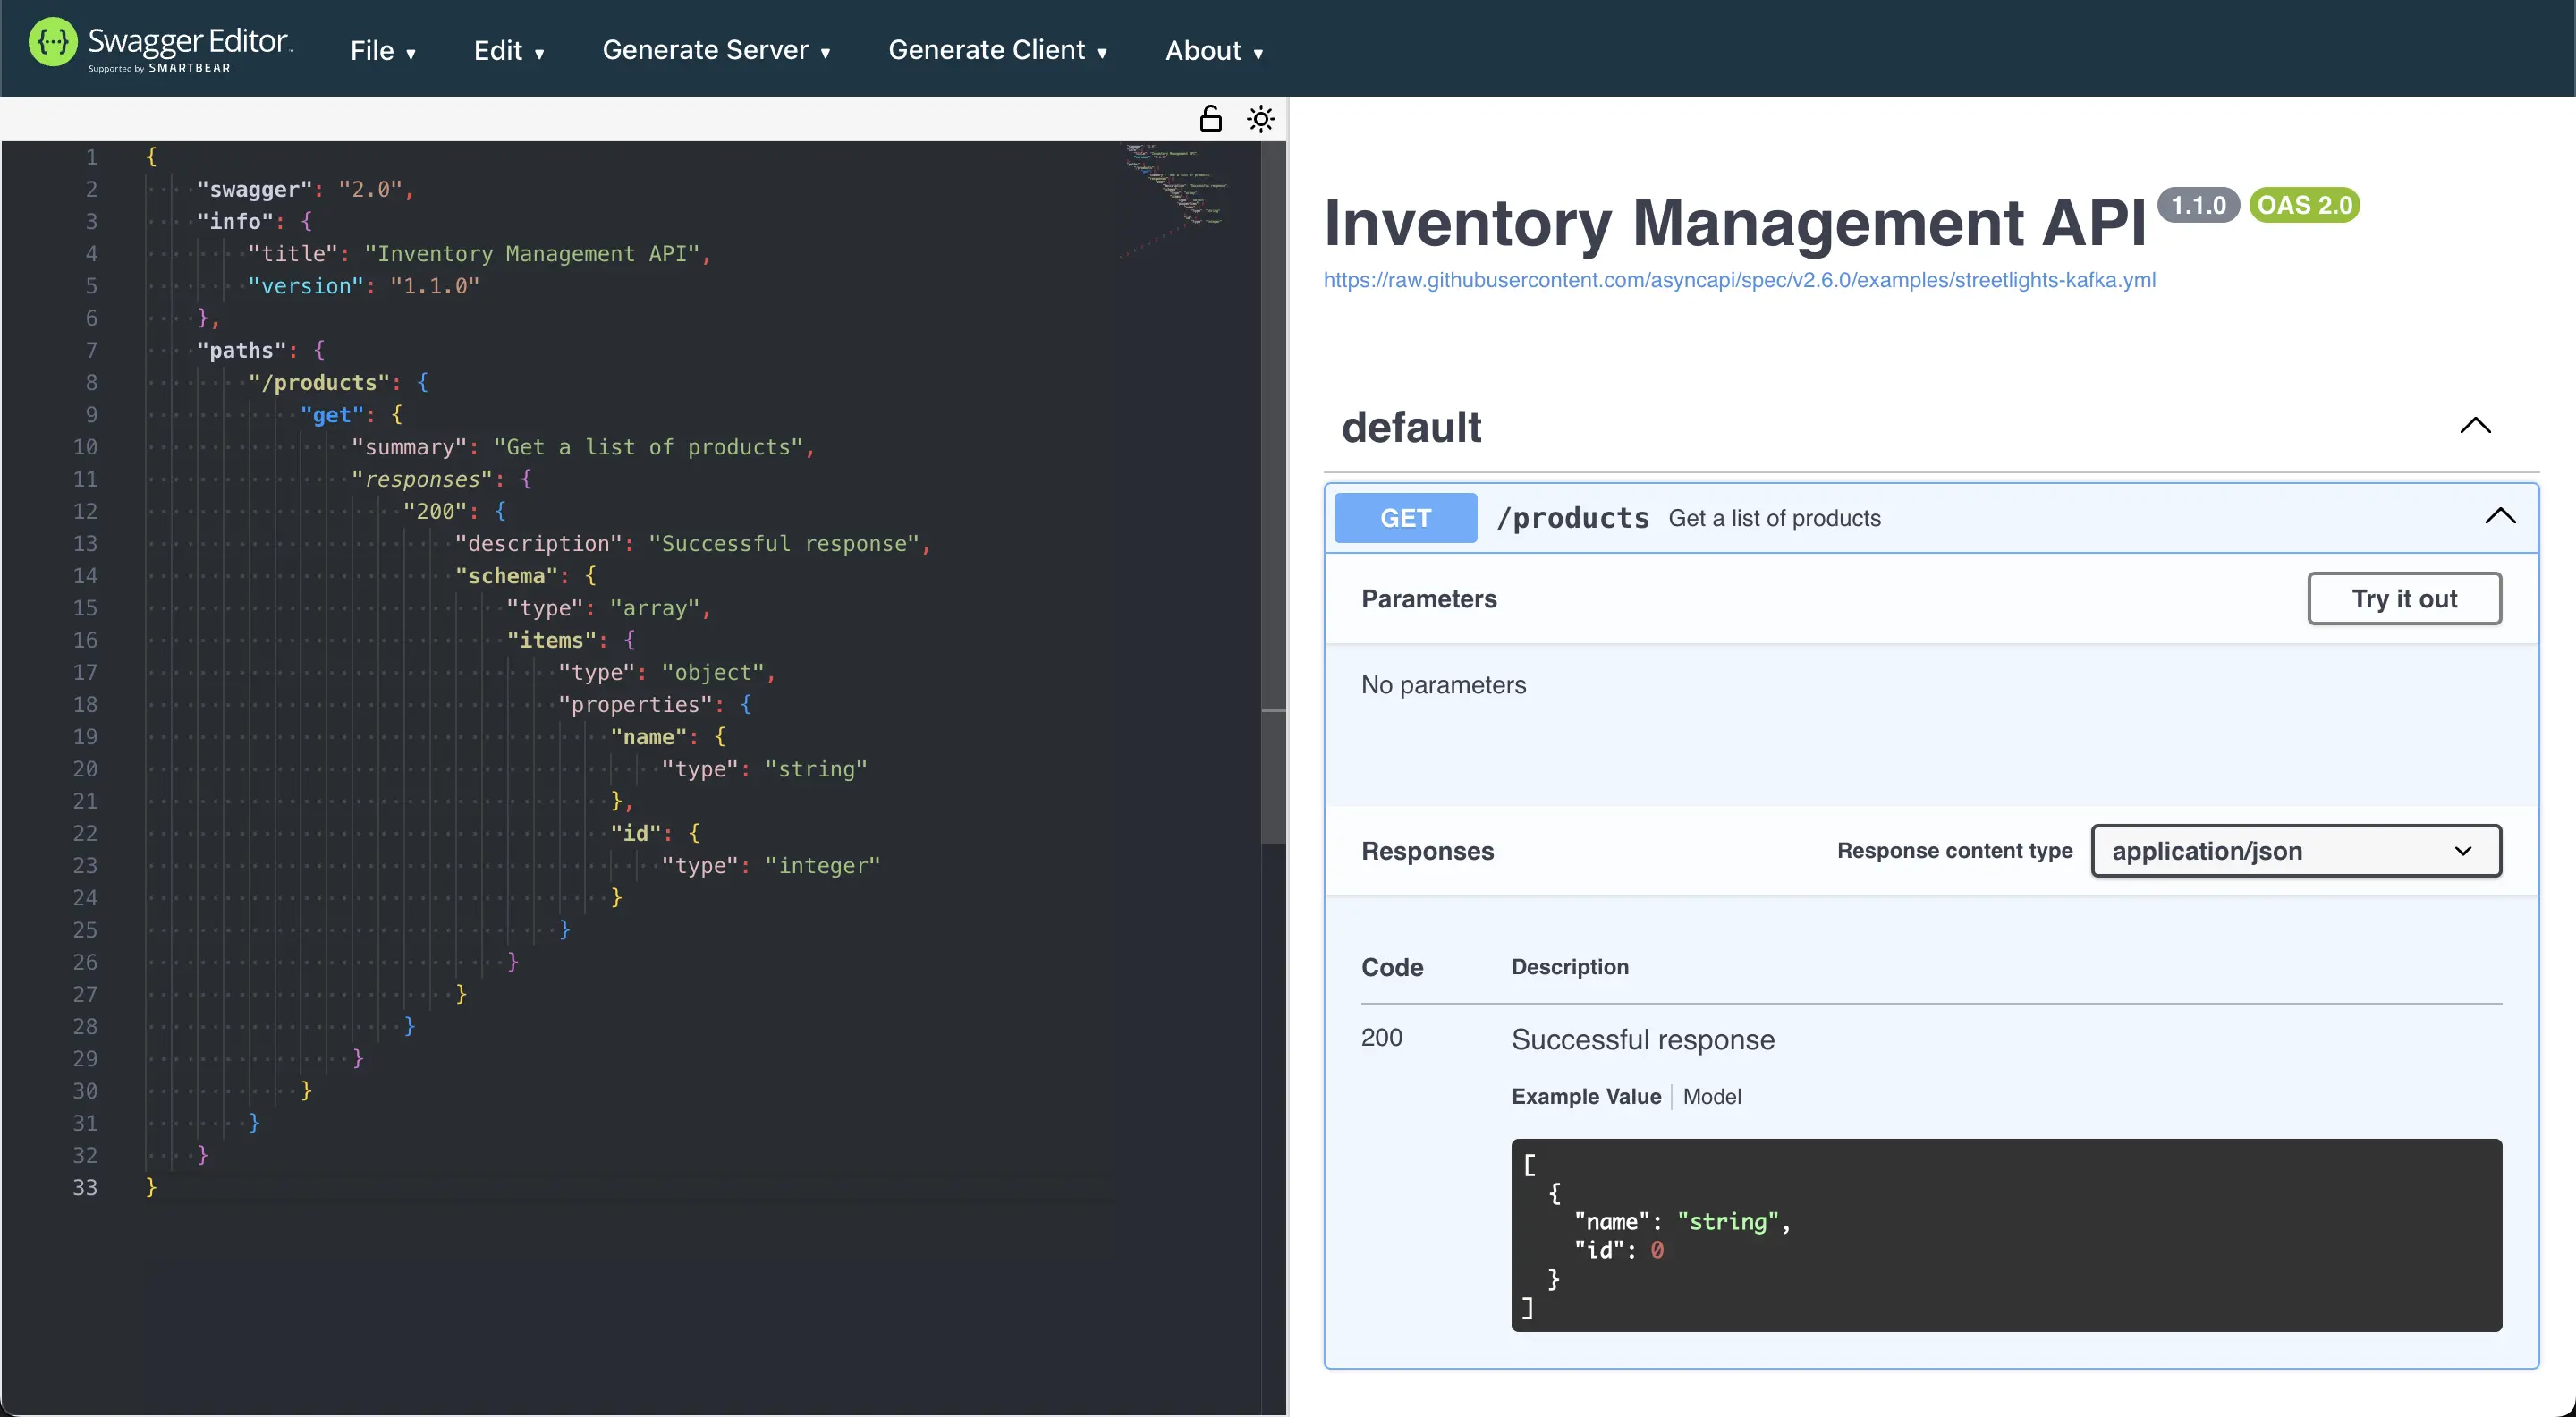 Swagger Editor
Supported by SMARTBEAR
File ▾ Edit ▾ Generate Server ▾ Generate Client ▾ About ▾
1 {
2 "swagger": "2.0",
3 "info": {
4 "title": "Inventory Management API",
5 "version": "1.1.0"
6 },
7 "paths": {
8 "/products": {
9 "get": {
10 "summary": "Get a list of products",
11 "responses": {
12 "200": {
13 "description": "Successful response",
14 "schema": {
15 "type": "array",
16 "items": {
17 "type": "object",
18 "properties": {
19 "name": {
20 "type": "string"
21 },
22 "id": {
23 "type": "integer"
24 }
25 }
26 }
27 }
28 }
29 }
30 }
31 }
32 }
33 }
Inventory Management API 1.1.0 OAS 2.0
https://raw.githubusercontent.com/asyncapi/spec/v2.6.0/examples/streetlights-kafka.yml
default
GET /products Get a list of products
Parameters Try it out
No parameters
Responses Response content type application/json
Code Description
200 Successful response
Example Value Model
[
{
"name": "string",
"id": 0
}
]